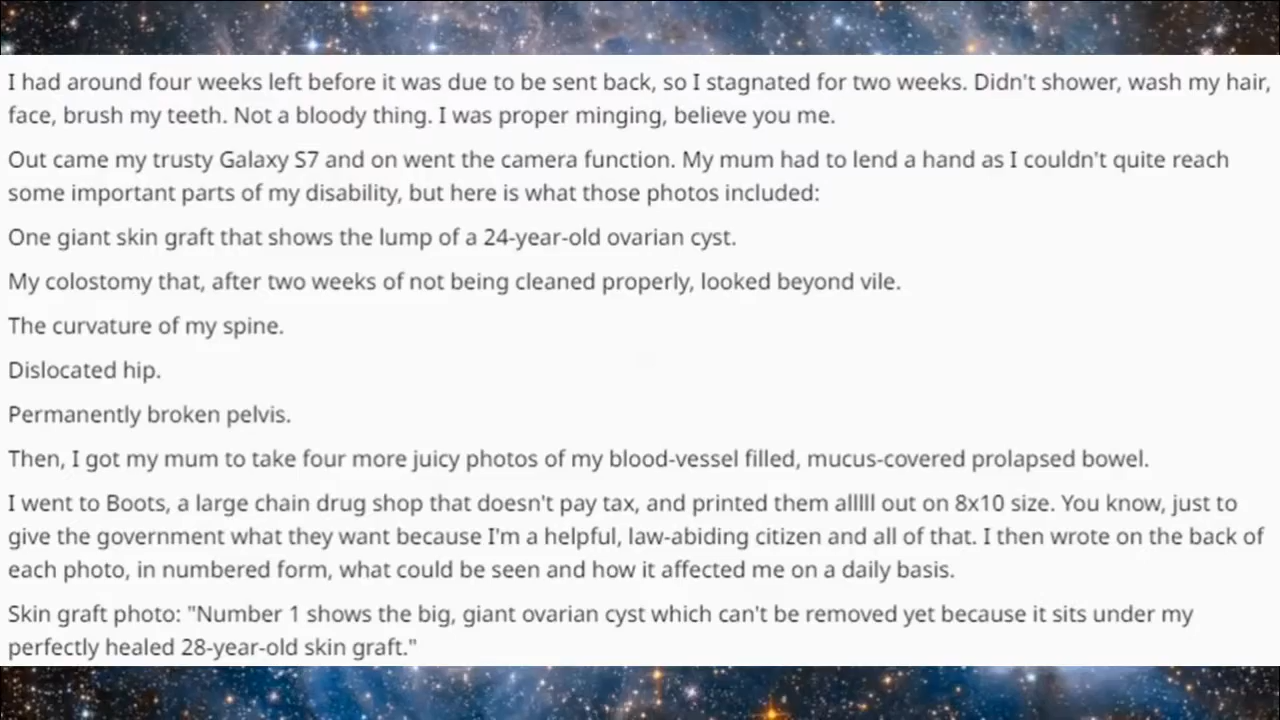 I had around four weeks left before it was due to be sent back, so I stagnated for two weeks. Didn't shower, wash my hair,
face, brush my teeth. Not a bloody thing. I was proper minging, believe you me.
Out came my trusty Galaxy S7 and on went the camera function. My mum had to lend a hand as I couldn't quite reach
some important parts of my disability, but here is what those photos included:
One giant skin graft that shows the lump of a 24-year-old ovarian cyst.
My colostomy that, after two weeks of not being cleaned properly, looked beyond vile.
The curvature of my spine.
Dislocated hip.
Permanently broken pelvis.
Then, I got my mum to take four more juicy photos of my blood-vessel filled, mucus-covered prolapsed bowel.
I went to Boots, a large chain drug shop that doesn't pay tax, and printed them alllll out on 8x10 size. You know, just to
give the government what they want because I'm a helpful, law-abiding citizen and all of that. I then wrote on the back of
each photo, in numbered form, what could be seen and how it affected me on a daily basis.
Skin graft photo: "Number 1 shows the big, giant ovarian cyst which can't be removed yet because it sits under my
perfectly healed 28-year-old skin graft."